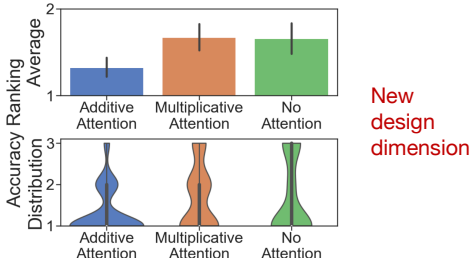 Accuracy Ranking
Average
2
1
Additive Attention
Multiplicative Attention
No Attention
Distribution
3
2
1
Additive Attention
Multiplicative Attention
No Attention
New
design
dimension